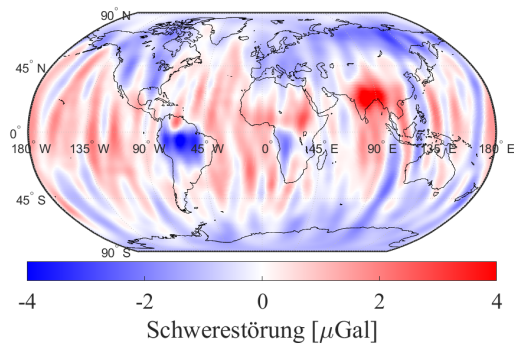 90° N
45° N
0°
180° W 135° W 90° W 45° W 0° 45° E 90° E 135° E 180° E
45° S
90° S
-4 -2 0 2 4
Schwerestörung [μGal]